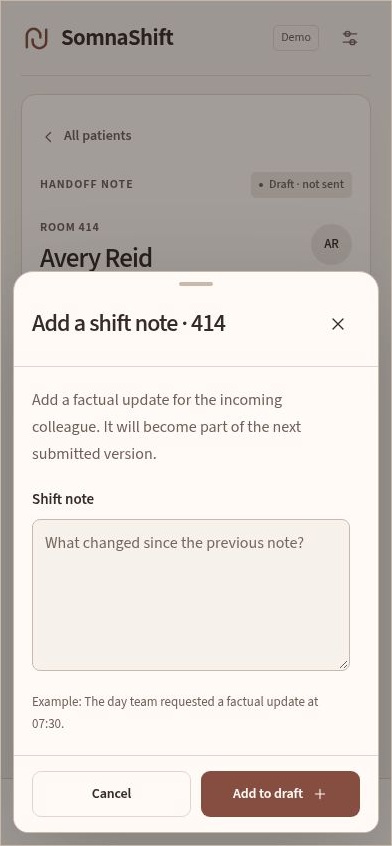 SomnaShift
Demo
All patients
HANDOFF NOTE
• Draft · not sent
ROOM 414
Avery Reid
AR
Add a shift note · 414
Add a factual update for the incoming
colleague. It will become part of the next
submitted version.
Shift note
What changed since the previous note?
Example: The day team requested a factual update at
07:30.
Cancel
Add to draft +